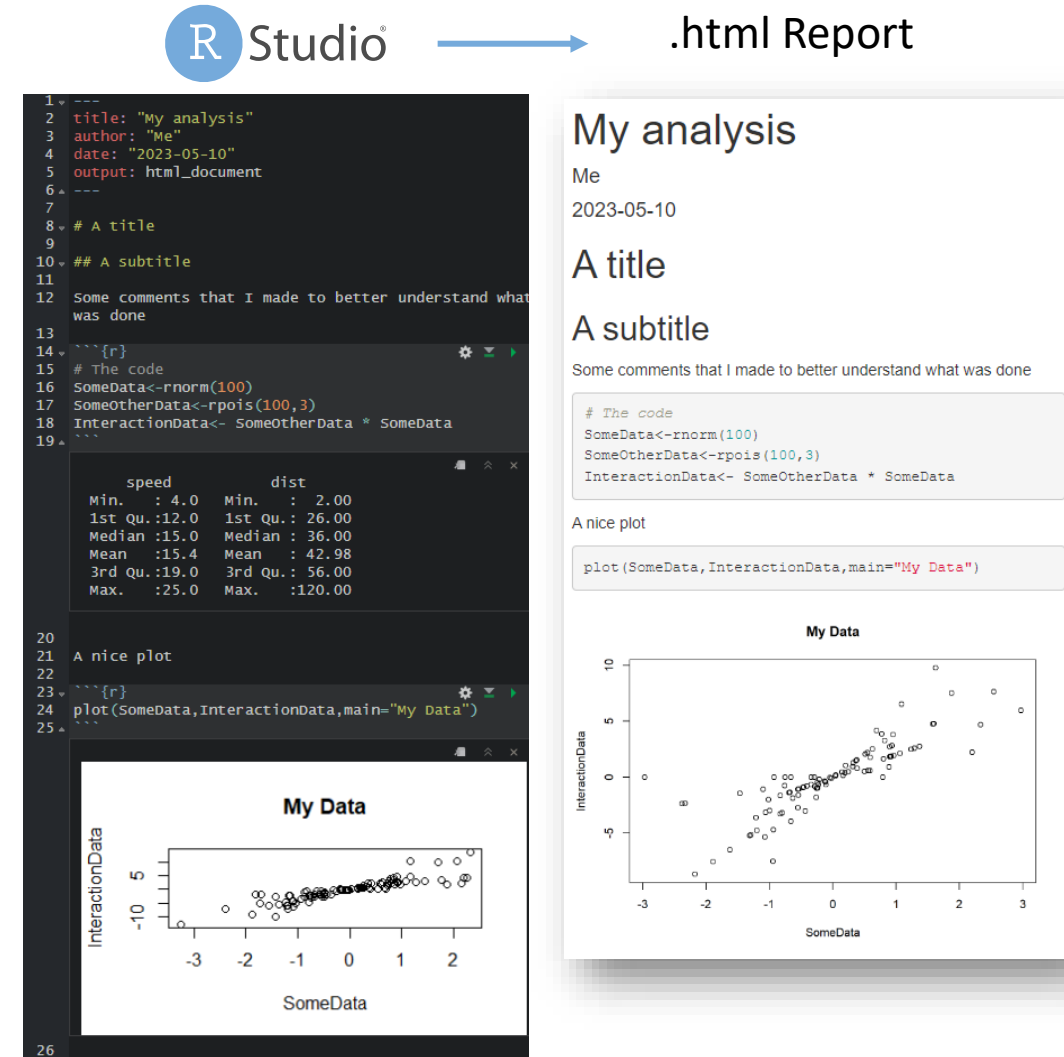 R Studio®
.html Report
1 ---
2 title: "My analysis"
3 author: "Me"
4 date: "2023-05-10"
5 output: html_document
6 ---
7
8 # A title
9
10 ## A subtitle
11
12 Some comments that I made to better understand what
was done
13
14 ```{r}
15 # The code
16 SomeData<-rnorm(100)
17 SomeOtherData<-rpois(100,3)
18 InteractionData<- SomeOtherData * SomeData
19 ```
speed dist
Min. : 4.0 Min. : 2.00
1st Qu.:12.0 1st Qu.: 26.00
Median :15.0 Median : 36.00
Mean :15.4 Mean : 42.98
3rd Qu.:19.0 3rd Qu.: 56.00
Max. :25.0 Max. :120.00
20
21 A nice plot
22
23 ```{r}
24 plot(SomeData,InteractionData,main="My Data")
25 ```
My Data
InteractionData
5
-10
-3 -2 -1 0 1 2
SomeData
26
My analysis
Me
2023-05-10
A title
A subtitle
Some comments that I made to better understand what was done
# The code
SomeData<-rnorm(100)
SomeOtherData<-rpois(100,3)
InteractionData<- SomeOtherData * SomeData
A nice plot
plot(SomeData,InteractionData,main="My Data")
My Data
InteractionData
10
5
0
-5
-3 -2 -1 0 1 2 3
SomeData